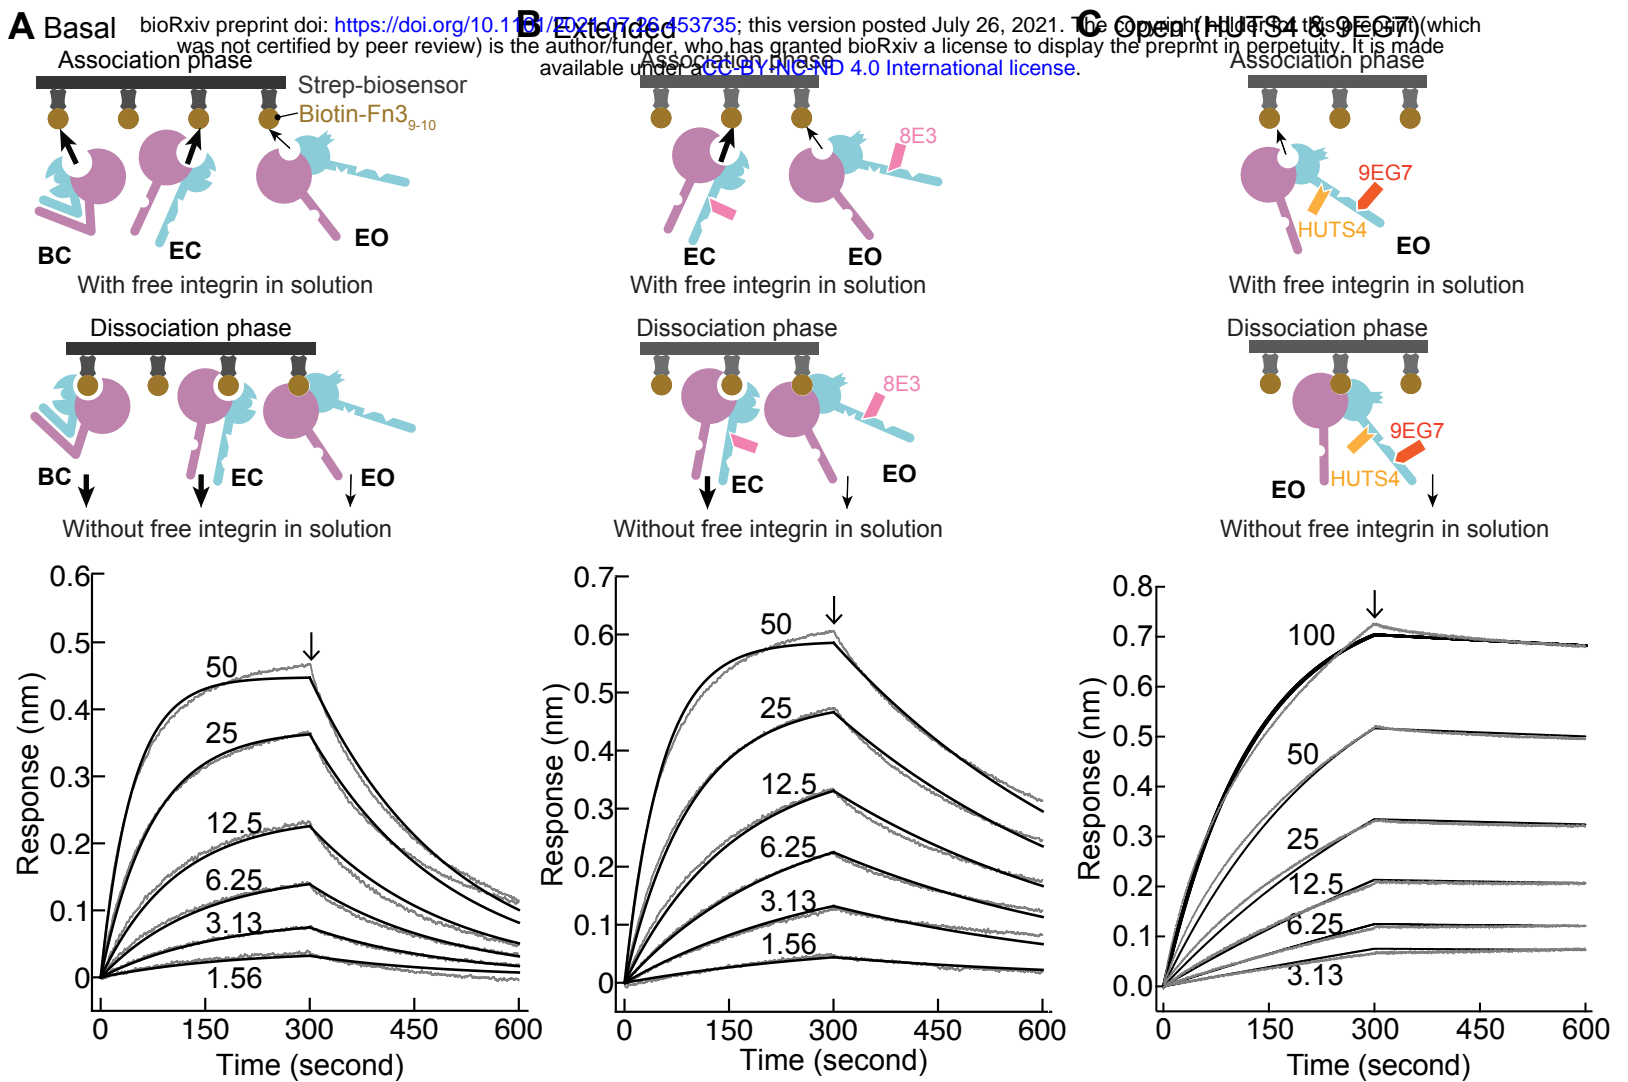 A Basal
bioRxiv preprint doi: https://doi.org/10.1101/2021.07.26.453735; this version posted July 26, 2021. The copyright holder for this preprint (which
was not certified by peer review) is the author/funder, who has granted bioRxiv a license to display the preprint in perpetuity. It is made
available under aCC-BY-NC-ND 4.0 International license.
B Extended
C Open (HUTS4 & 9EG7)
Association phase
Strep-biosensor
Biotin-Fn3₉₋₁₀
BC
EC
EO
With free integrin in solution
Dissociation phase
BC
EC
EO
Without free integrin in solution
Association phase
8E3
EC
EO
With free integrin in solution
Dissociation phase
8E3
EC
EO
Without free integrin in solution
Association phase
9EG7
HUTS4
EO
With free integrin in solution
Dissociation phase
9EG7
HUTS4
EO
Without free integrin in solution
Response (nm)
0.6
0.5
0.4
0.3
0.2
0.1
0
50
25
12.5
6.25
3.13
1.56
0 150 300 450 600
Time (second)
Response (nm)
0.7
0.6
0.5
0.4
0.3
0.2
0.1
0
50
25
12.5
6.25
3.13
1.56
0 150 300 450 600
Time (second)
Response (nm)
0.8
0.7
0.6
0.5
0.4
0.3
0.2
0.1
0.0
100
50
25
12.5
6.25
3.13
0 150 300 450 600
Time (second)